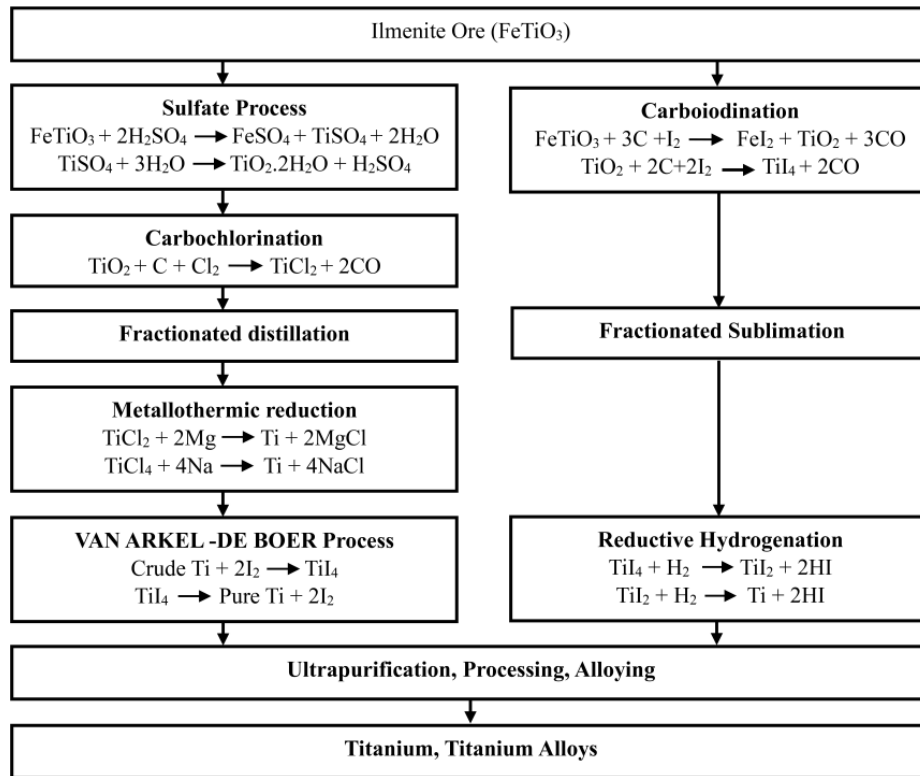 Ilmenite Ore (FeTiO₃)
Sulfate Process
FeTiO₃ + 2H₂SO₄ → FeSO₄ + TiSO₄ + 2H₂O
TiSO₄ + 3H₂O → TiO₂.2H₂O + H₂SO₄
Carbochlorination
TiO₂ + C + Cl₂ → TiCl₂ + 2CO
Fractionated distillation
Metallothermic reduction
TiCl₂ + 2Mg → Ti + 2MgCl
TiCl₄ + 4Na → Ti + 4NaCl
VAN ARKEL -DE BOER Process
Crude Ti + 2I₂ → TiI₄
TiI₄ → Pure Ti + 2I₂
Carboiodination
FeTiO₃ + 3C +I₂ → FeI₂ + TiO₂ + 3CO
TiO₂ + 2C+2I₂ → TiI₄ + 2CO
Fractionated Sublimation
Reductive Hydrogenation
TiI₄ + H₂ → TiI₂ + 2HI
TiI₂ + H₂ → Ti + 2HI
Ultrapurification, Processing, Alloying
Titanium, Titanium Alloys